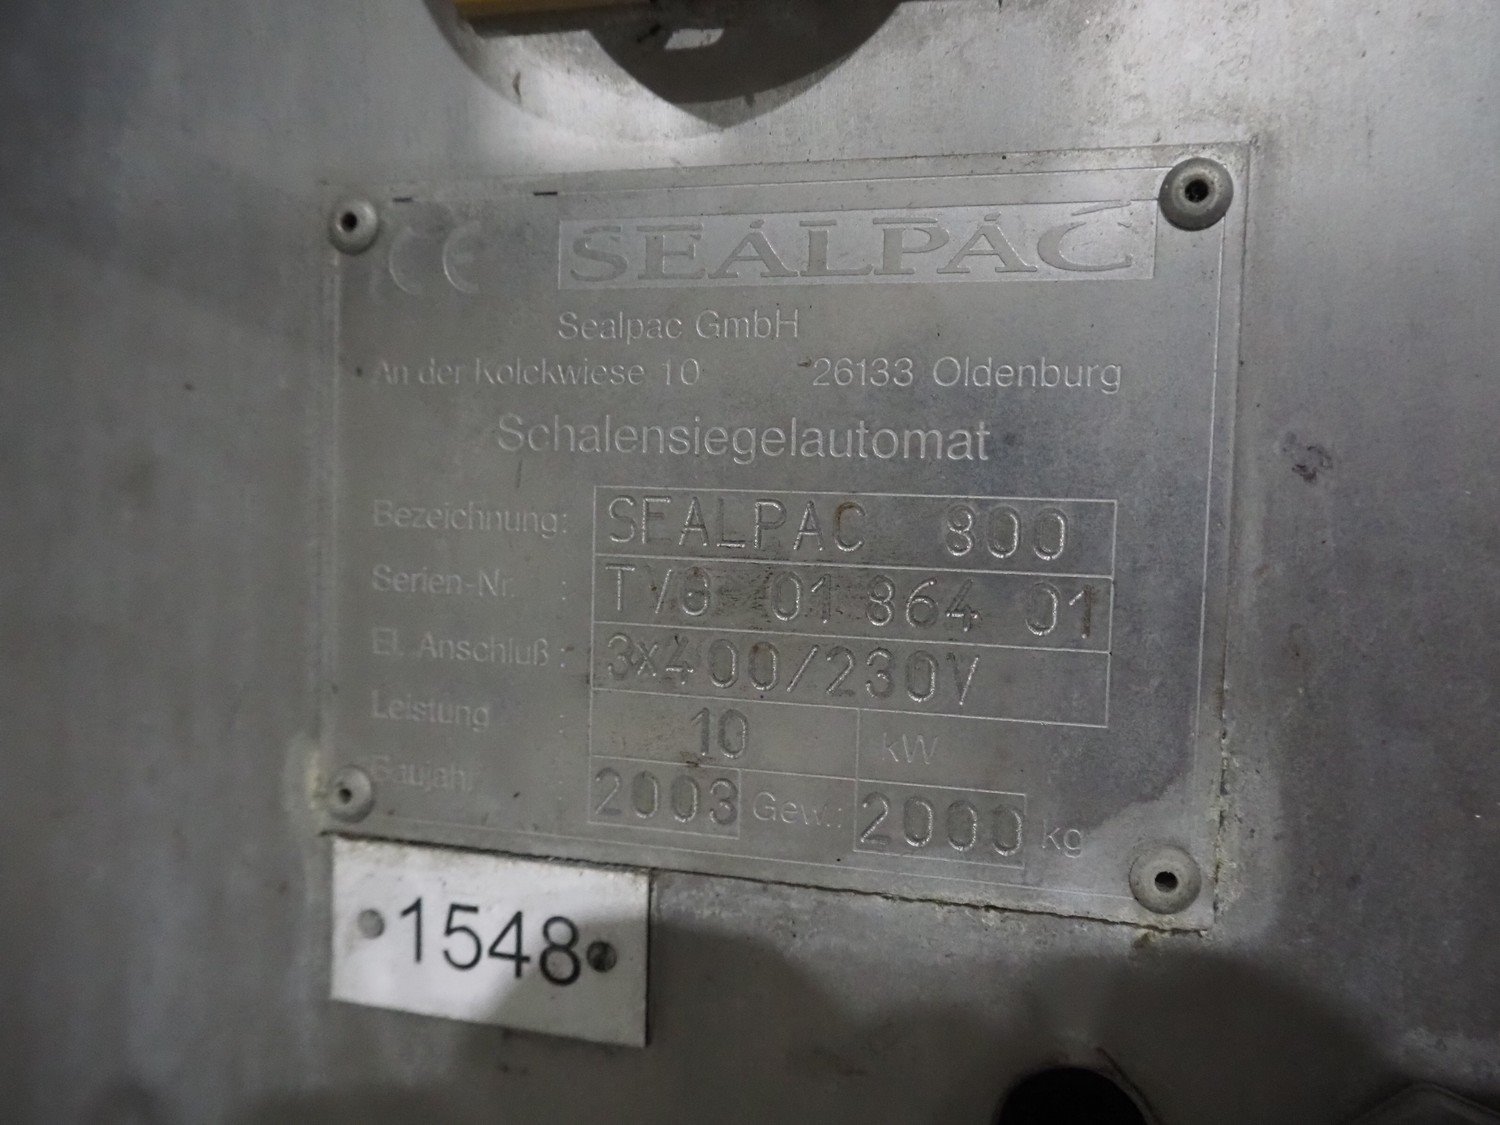 CE SEALPAC
Sealpac GmbH
An der Kolckwiese 10 26133 Oldenburg
Schalensiegelautomat
Bezeichnung: SEALPAC 800
Serien-Nr. : 01 864 01
El. Anschluß: 3x400/230V
Leistung : 10 kW
Baujahr 2003 Gew.: 2000 kg
1548